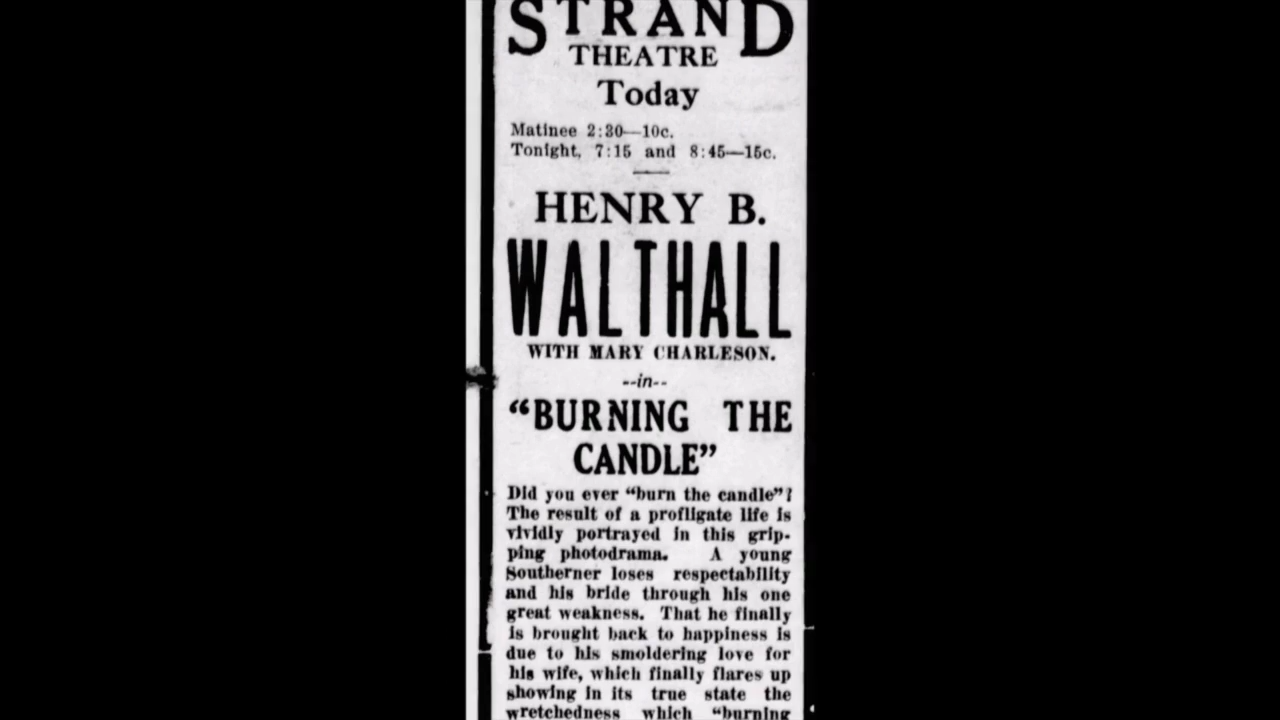 STRAND
THEATRE
Today
Matinee 2:30—10c.
Tonight, 7:15 and 8:45—15c.
HENRY B.
WALTHALL
WITH MARY CHARLESON.
--in--
“BURNING THE
CANDLE”
Did you ever “burn the candle”?
The result of a profligate life is
vividly portrayed in this grip-
ping photodrama. A young
Southerner loses respectability
and his bride through his one
great weakness. That he finally
is brought back to happiness is
due to his smoldering love for
his wife, which finally flares up
showing in its true state the
wretchedness which “burning